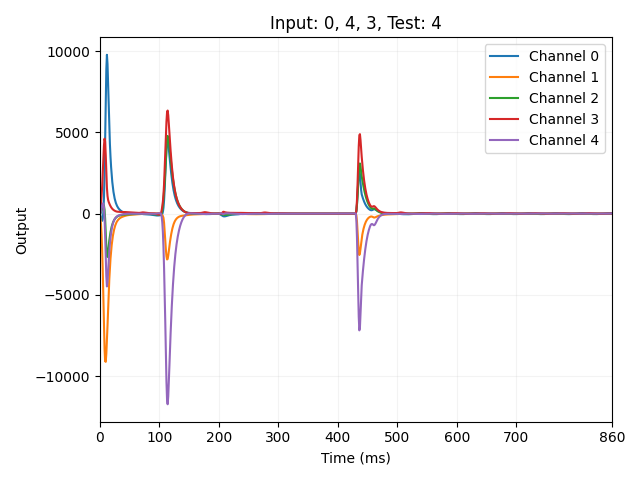 Input: 0, 4, 3, Test: 4
10000
5000
0
−5000
−10000
Output
Channel 0
Channel 1
Channel 2
Channel 3
Channel 4
0 100 200 300 400 500 600 700 860
Time (ms)